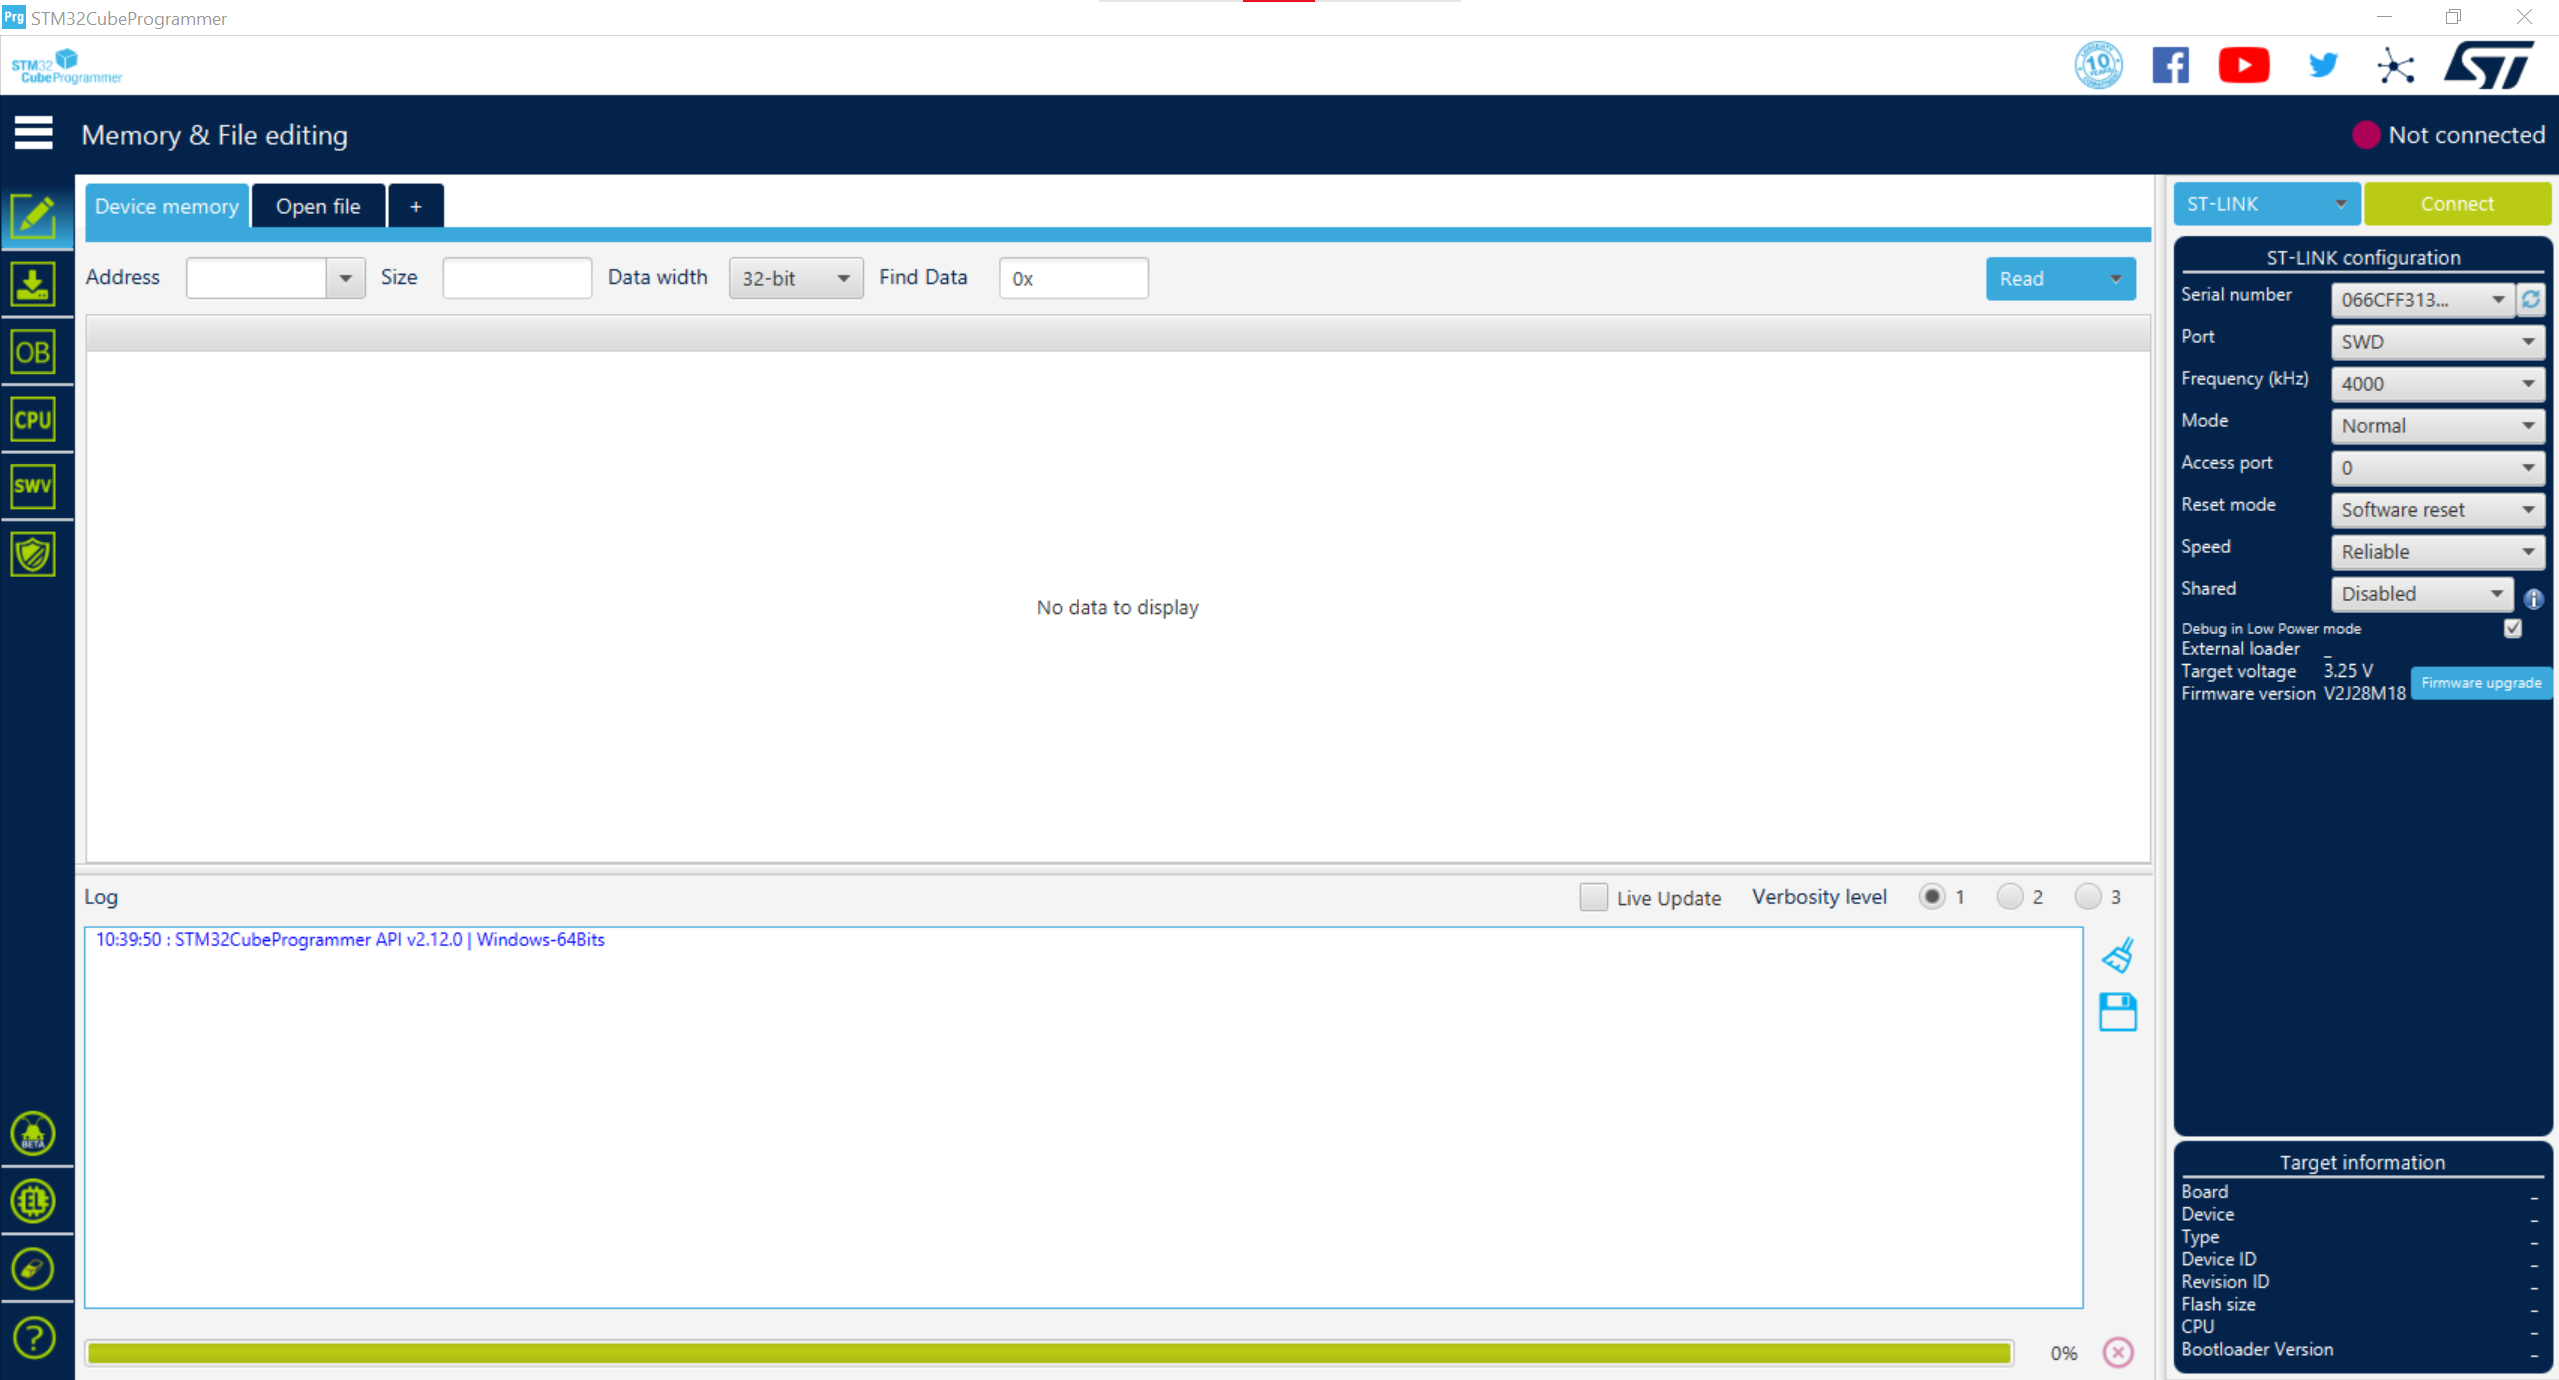 Prg STM32CubeProgrammer
STM32
CubeProgrammer
10 YEARS
Memory & File editing
Not connected
Device memory
Open file
+
ST-LINK
Connect
Address
Size
Data width
32-bit
Find Data
0x
Read
ST-LINK configuration
Serial number 066CFF313...
Port SWD
Frequency (kHz) 4000
Mode Normal
Access port 0
Reset mode Software reset
Speed Reliable
Shared Disabled
Debug in Low Power mode
External loader _
Target voltage 3.25 V
Firmware version V2J28M18
Firmware upgrade
OB
CPU
SWV
No data to display
Log
Live Update
Verbosity level
1
2
3
10:39:50 : STM32CubeProgrammer API v2.12.0 | Windows-64Bits
BETA
EL
?
0%
Target information
Board _
Device _
Type _
Device ID _
Revision ID _
Flash size _
CPU _
Bootloader Version _